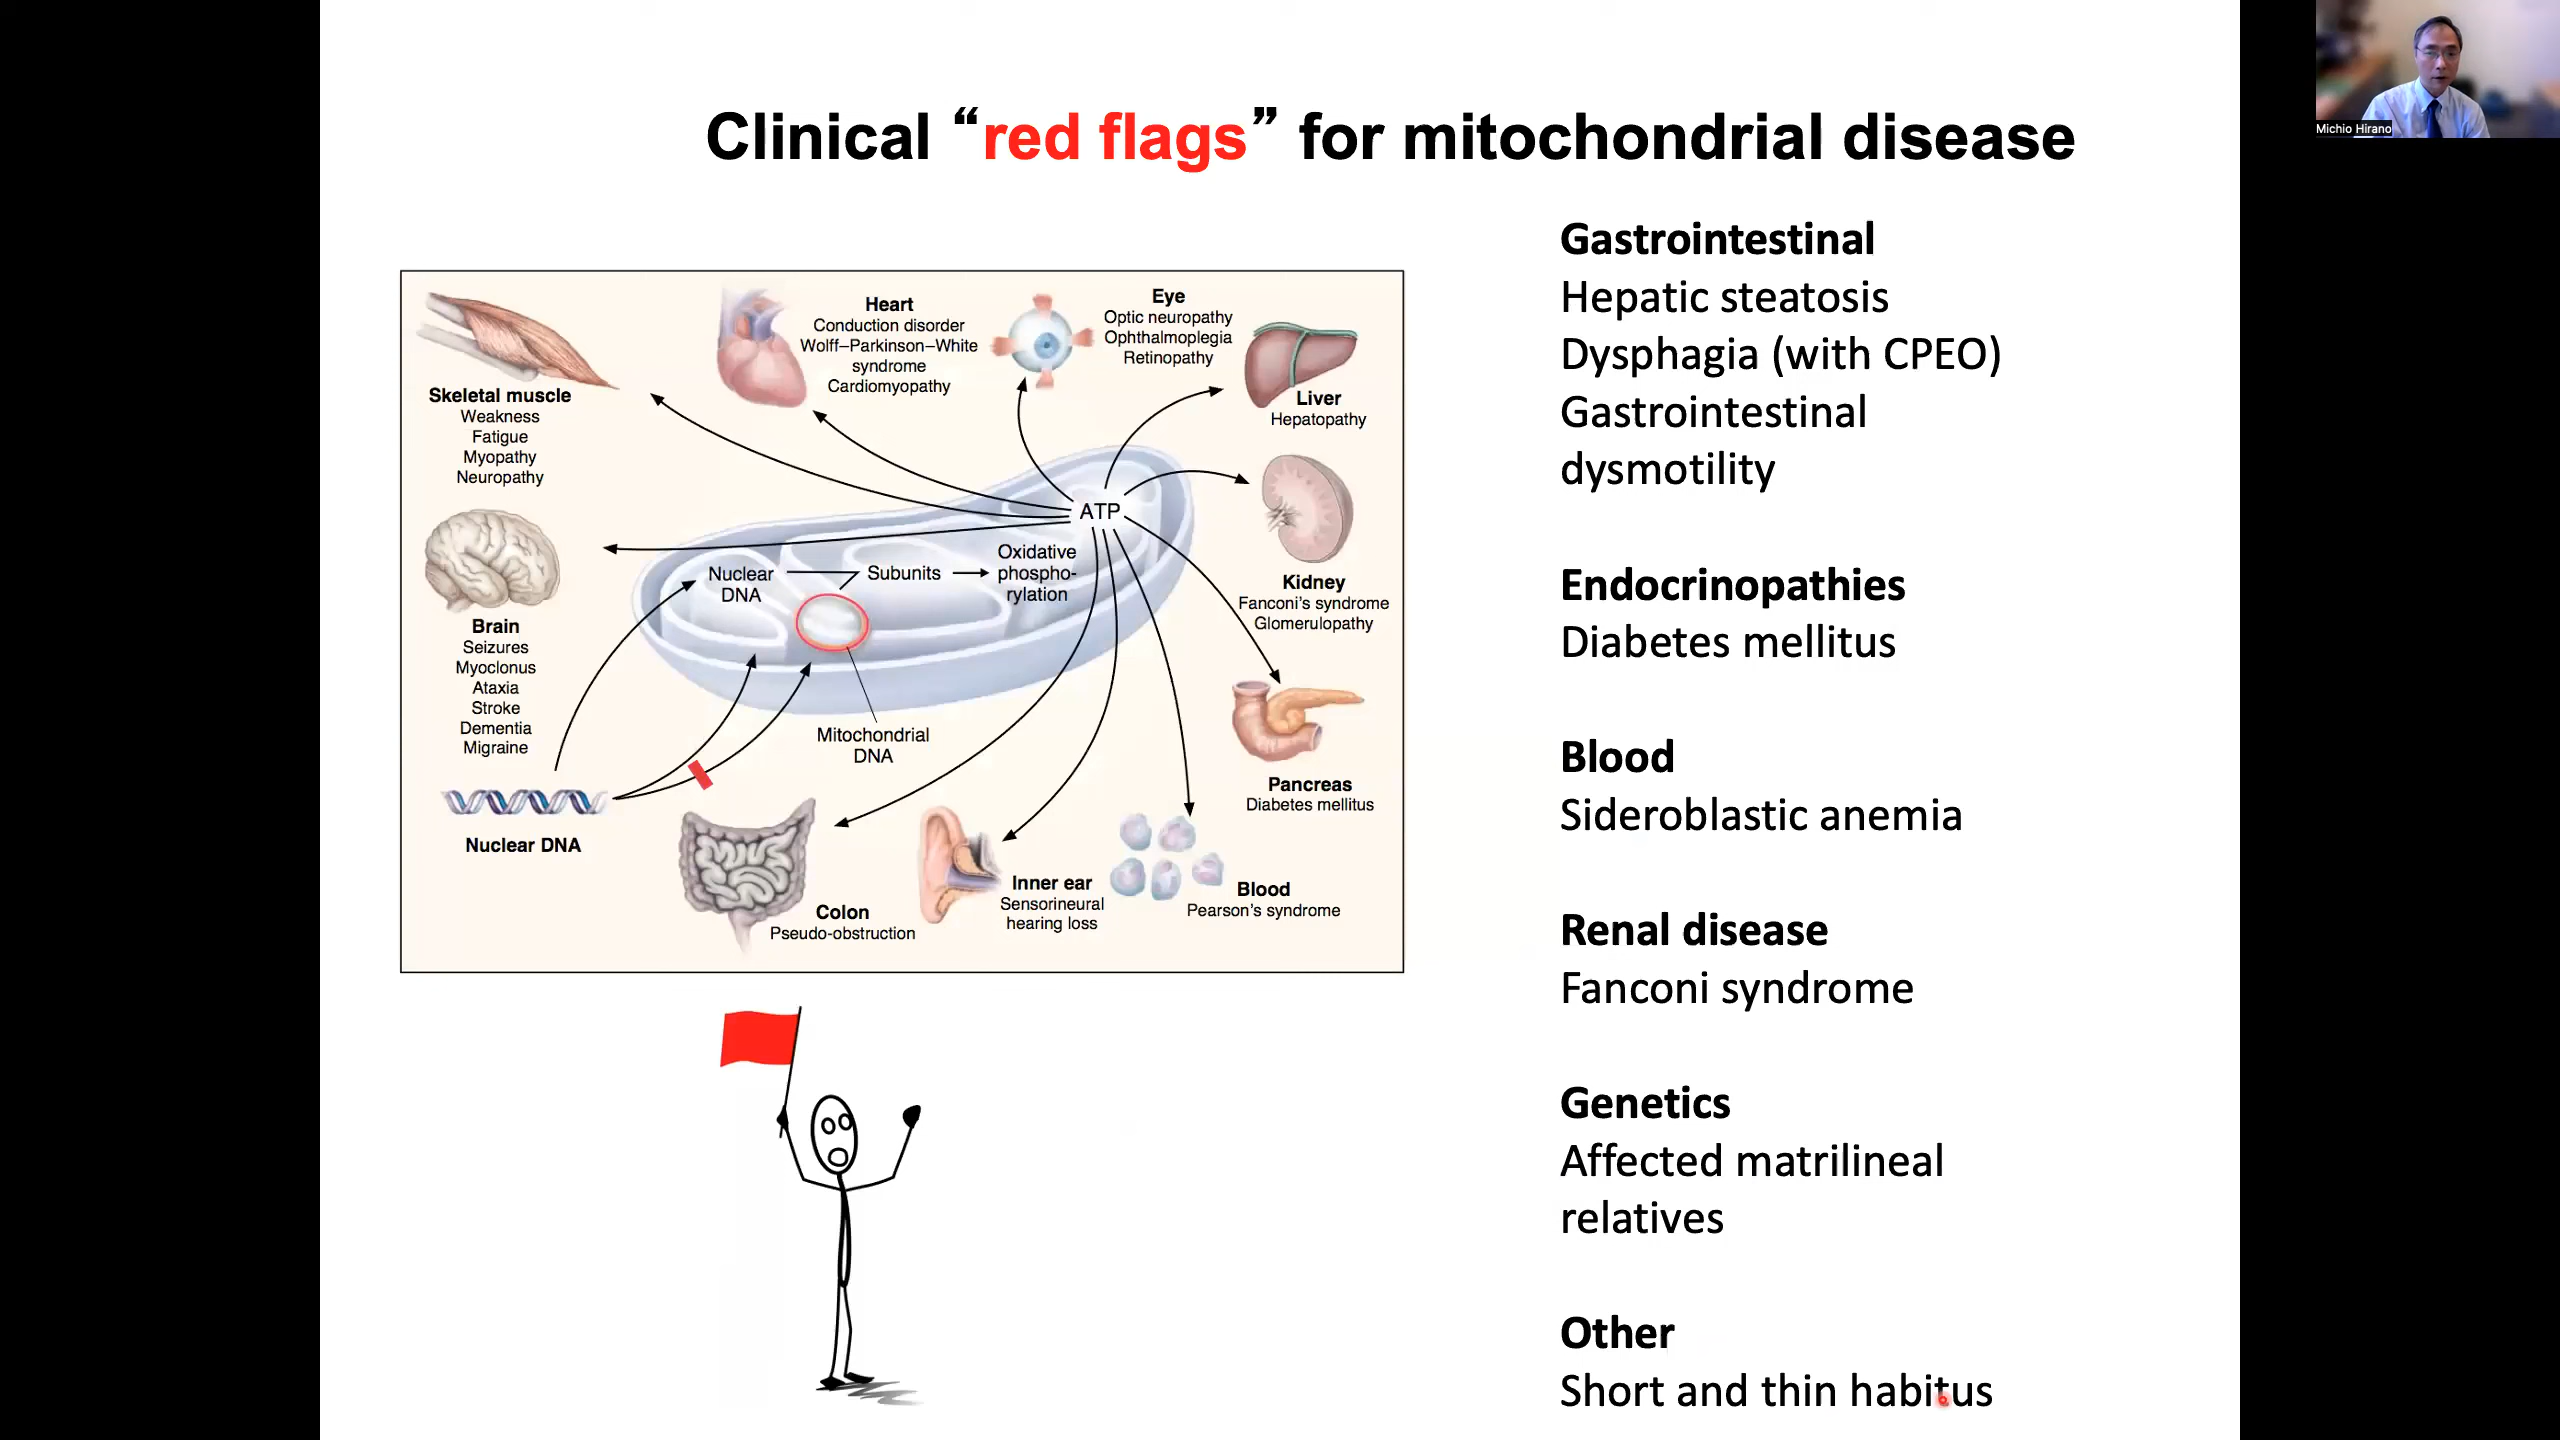 Clinical “red flags” for mitochondrial disease
Michio Hirano
Skeletal muscle
Weakness
Fatigue
Myopathy
Neuropathy
Heart
Conduction disorder
Wolff–Parkinson–White
syndrome
Cardiomyopathy
Eye
Optic neuropathy
Ophthalmoplegia
Retinopathy
Liver
Hepatopathy
Brain
Seizures
Myoclonus
Ataxia
Stroke
Dementia
Migraine
ATP
Nuclear
DNA
Subunits
Oxidative
phospho-
rylation
Mitochondrial
DNA
Kidney
Fanconi’s syndrome
Glomerulopathy
Pancreas
Diabetes mellitus
Nuclear DNA
Colon
Pseudo-obstruction
Inner ear
Sensorineural
hearing loss
Blood
Pearson’s syndrome
Gastrointestinal
Hepatic steatosis
Dysphagia (with CPEO)
Gastrointestinal
dysmotility
Endocrinopathies
Diabetes mellitus
Blood
Sideroblastic anemia
Renal disease
Fanconi syndrome
Genetics
Affected matrilineal
relatives
Other
Short and thin habitus